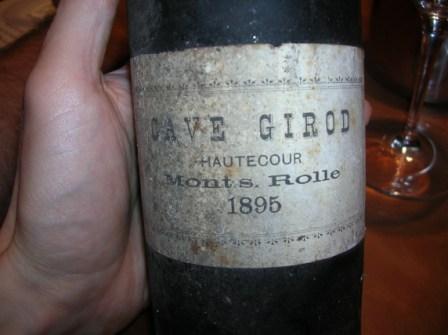 CAVE GIROD
HAUTECOUR
Mont s. Rolle
1895